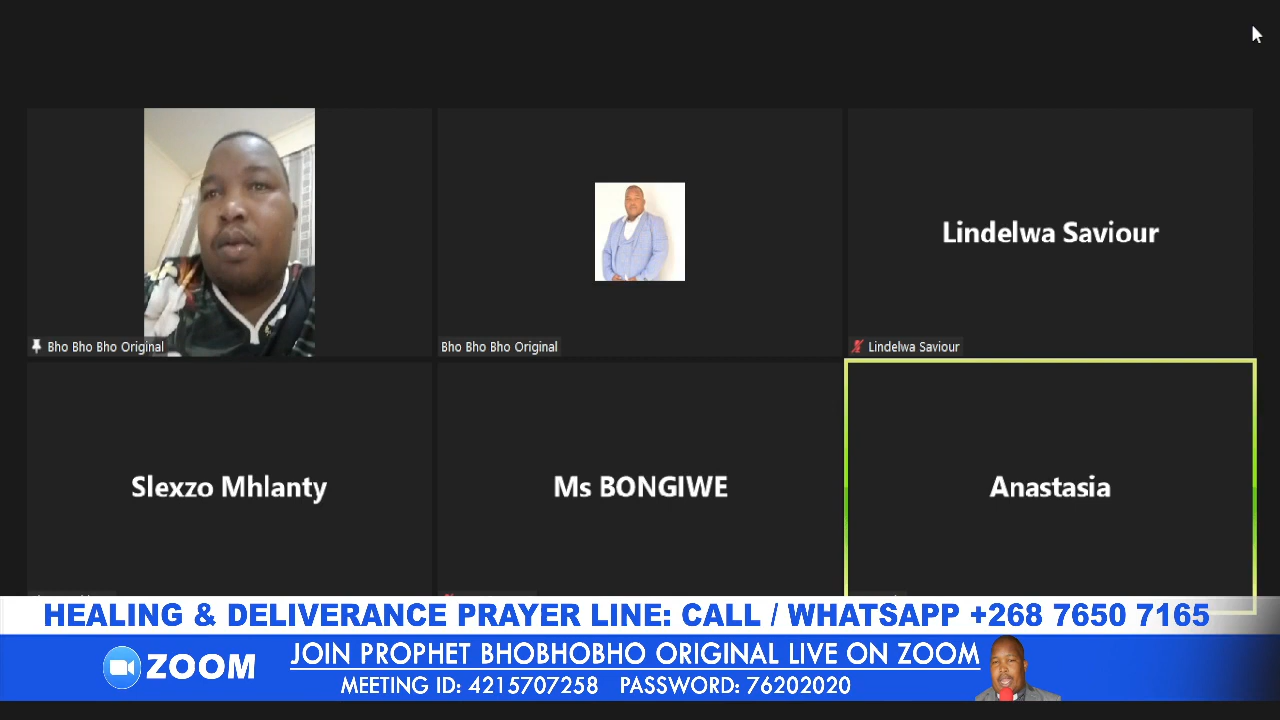 Lindelwa Saviour
Bho Bho Bho Original
Bho Bho Bho Original
Lindelwa Saviour
Slexzo Mhlanty
Ms BONGIWE
Anastasia
HEALING & DELIVERANCE PRAYER LINE: CALL / WHATSAPP +268 7650 7165
ZOOM
JOIN PROPHET BHOBHOBHO ORIGINAL LIVE ON ZOOM
MEETING ID: 4215707258 PASSWORD: 76202020